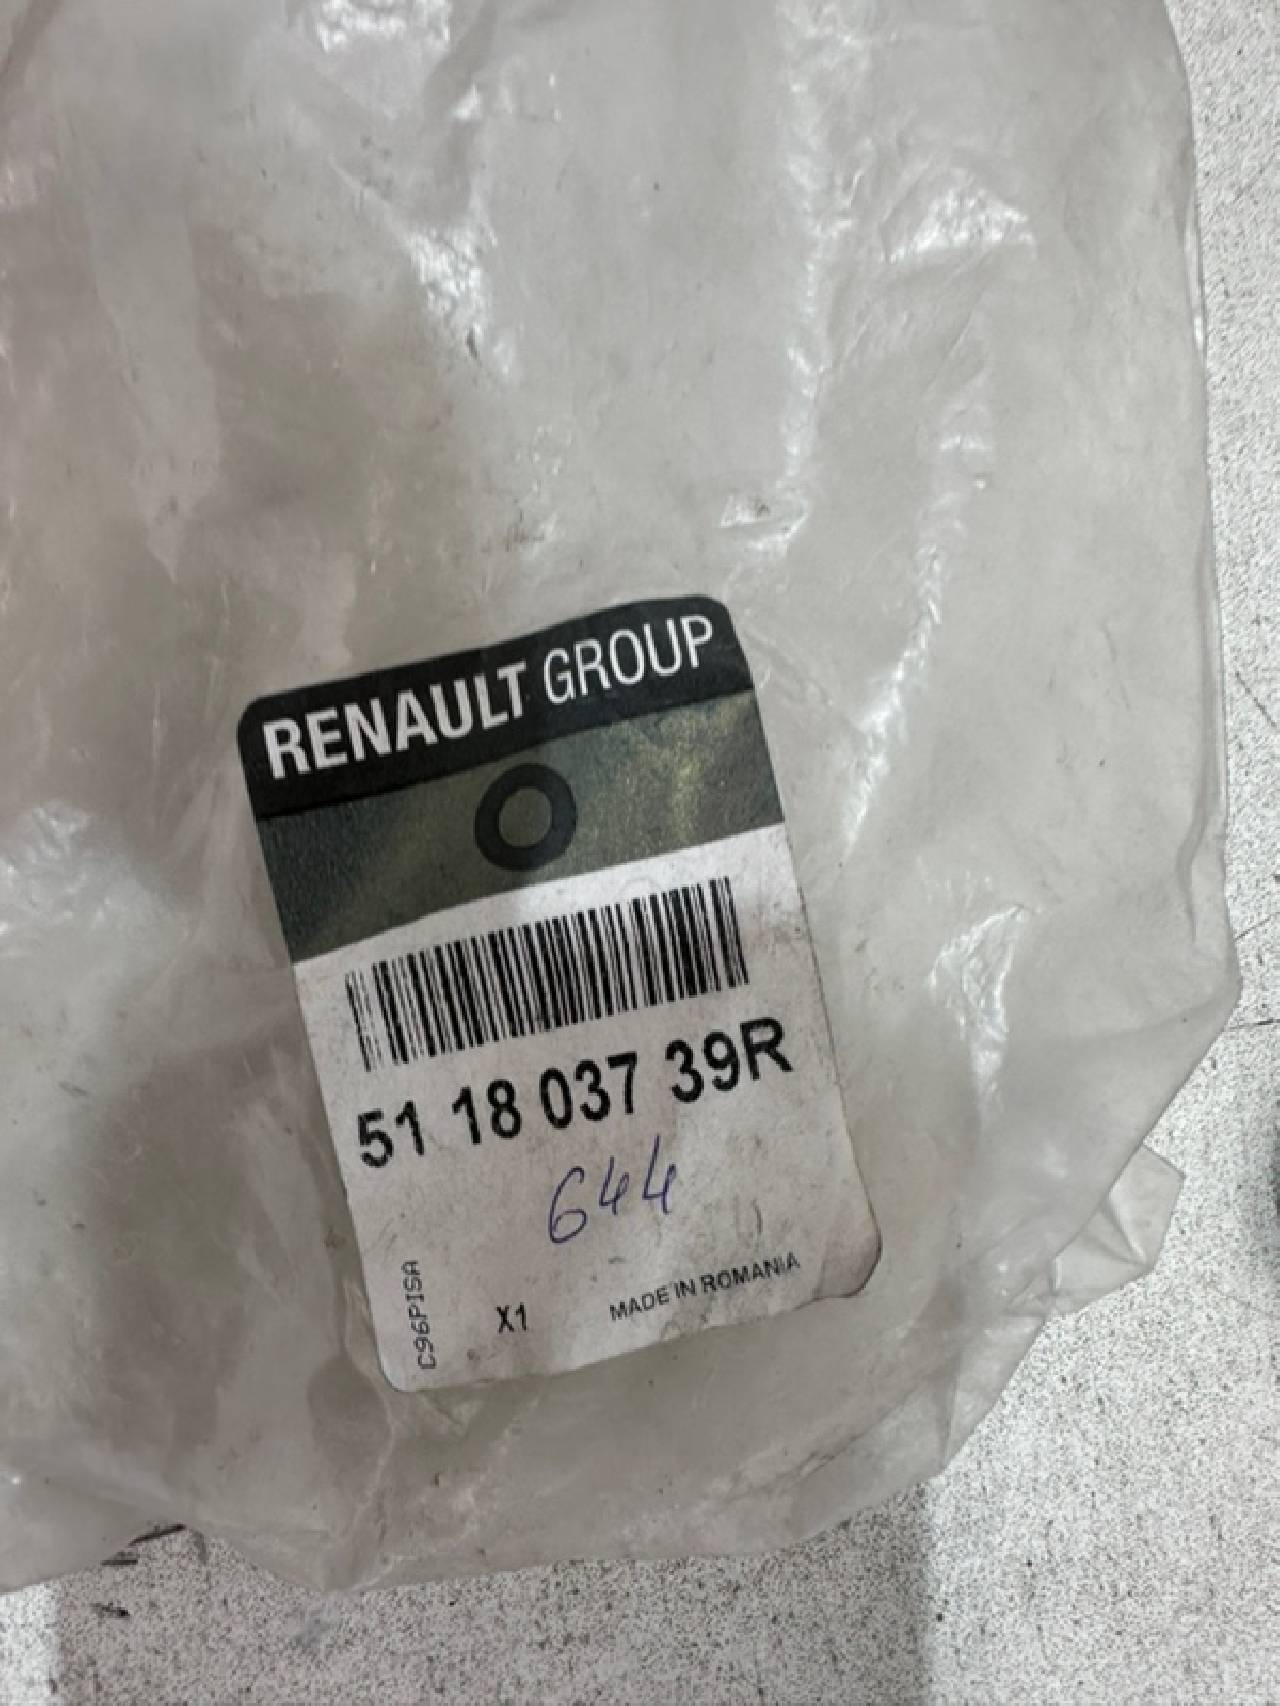 RENAULT GROUP
51 18 037 39R
644
C96PISA
X1
MADE IN ROMANIA